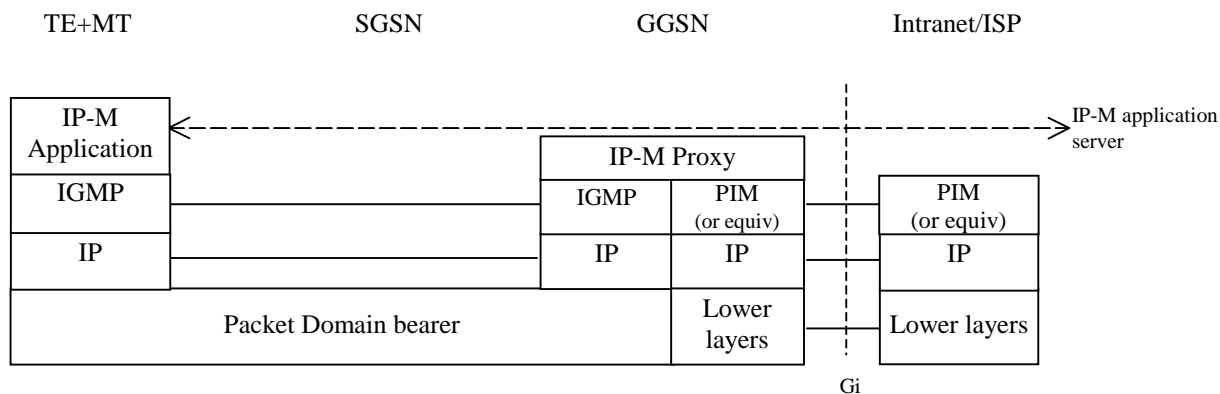 TE+MT SGSN GGSN Intranet/ISP
IP-M
Application
IP-M application
server
IP-M Proxy
IGMP IGMP PIM
(or equiv)
PIM
(or equiv)
IP IP IP IP
Packet Domain bearer
Lower
layers
Lower layers
Gi